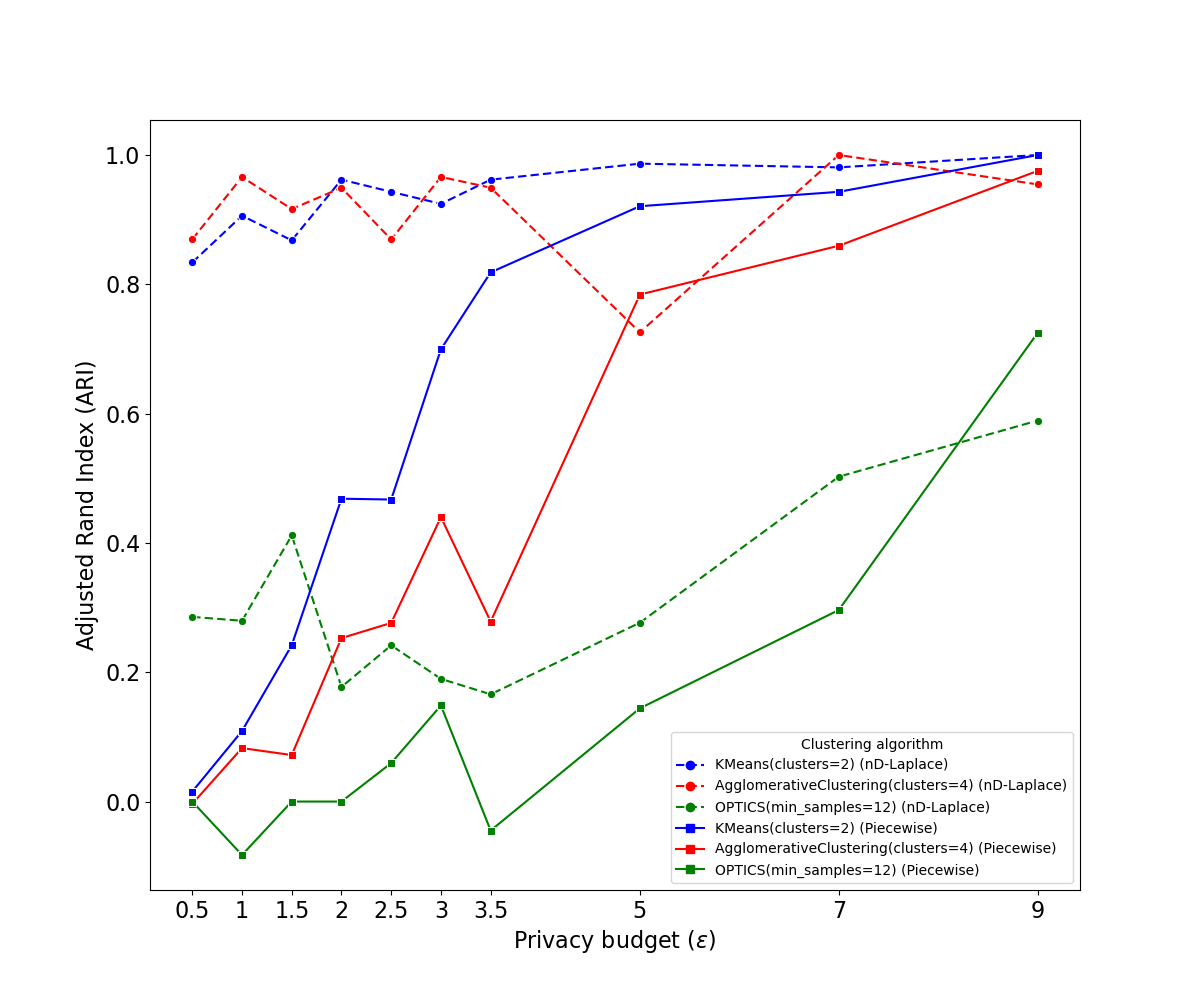 1.0
0.8
0.6
0.4
0.2
0.0
Adjusted Rand Index (ARI)
0.5 1 1.5 2 2.5 3 3.5 5 7 9
Privacy budget (ε)
Clustering algorithm
KMeans(clusters=2) (nD-Laplace)
AgglomerativeClustering(clusters=4) (nD-Laplace)
OPTICS(min_samples=12) (nD-Laplace)
KMeans(clusters=2) (Piecewise)
AgglomerativeClustering(clusters=4) (Piecewise)
OPTICS(min_samples=12) (Piecewise)